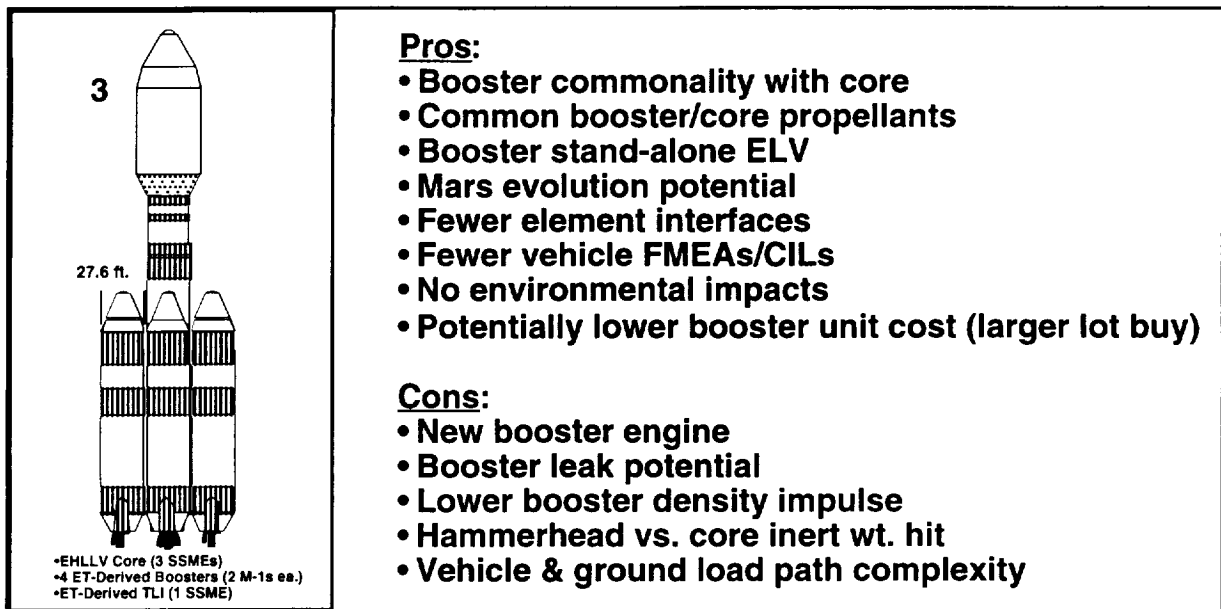 3
27.6 ft.
•EHLLV Core (3 SSMEs)
•4 ET-Derived Boosters (2 M-1s ea.)
•ET-Derived TLI (1 SSME)
Pros:
• Booster commonality with core
• Common booster/core propellants
• Booster stand-alone ELV
• Mars evolution potential
• Fewer element interfaces
• Fewer vehicle FMEAs/CILs
• No environmental impacts
• Potentially lower booster unit cost (larger lot buy)
Cons:
• New booster engine
• Booster leak potential
• Lower booster density impulse
• Hammerhead vs. core inert wt. hit
• Vehicle & ground load path complexity